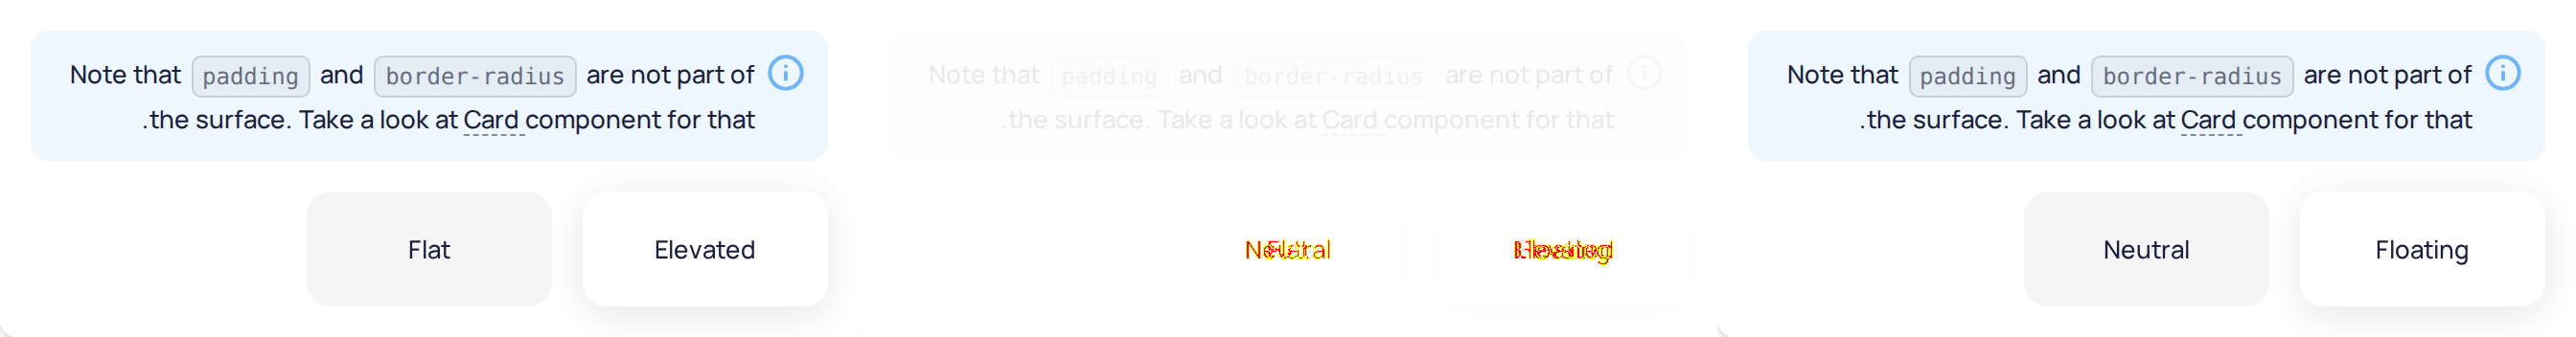 Note that padding and border-radius are not part of
.the surface. Take a look at Card component for that
Flat
Elevated
Note that padding and border-radius are not part of
.the surface. Take a look at Card component for that
Note that padding and border-radius are not part of
.the surface. Take a look at Card component for that
Neutral
Floating